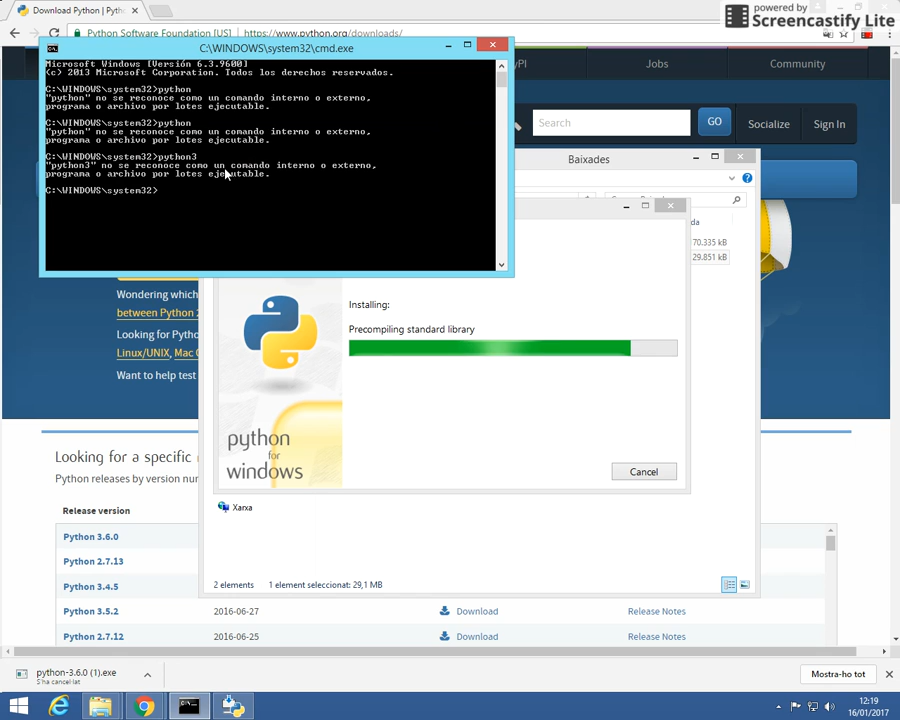 Download Python | Pyth
powered by
Screencastify Lite
Python Software Foundation [US]
https://www.python.org/downloads/
C:\WINDOWS\system32\cmd.exe
Microsoft Windows [Versión 6.3.9600]
(c) 2013 Microsoft Corporation. Todos los derechos reservados.
C:\WINDOWS\system32>python
"python" no se reconoce como un comando interno o externo,
programa o archivo por lotes ejecutable.
C:\WINDOWS\system32>python
"python" no se reconoce como un comando interno o externo,
programa o archivo por lotes ejecutable.
C:\WINDOWS\system32>python3
"python3" no se reconoce como un comando interno o externo,
programa o archivo por lotes ejecutable.
C:\WINDOWS\system32>
PyPI
Jobs
Community
Search
GO
Socialize
Sign In
Baixades
da
70.335 kB
29.851 kB
Wondering which
between Python 2
Looking for Pytho
Linux/UNIX, Mac O
Want to help test
Installing:
Precompiling standard library
python
for
windows
Cancel
Xarxa
2 elements
1 element seleccionat: 29,1 MB
Looking for a specific
Python releases by version num
Release version
Python 3.6.0
Python 2.7.13
Python 3.4.5
Python 3.5.2
2016-06-27
Download
Release Notes
Python 2.7.12
2016-06-25
Download
Release Notes
python-3.6.0 (1).exe
S'ha cancel·lat
Mostra-ho tot
12:19
16/01/2017